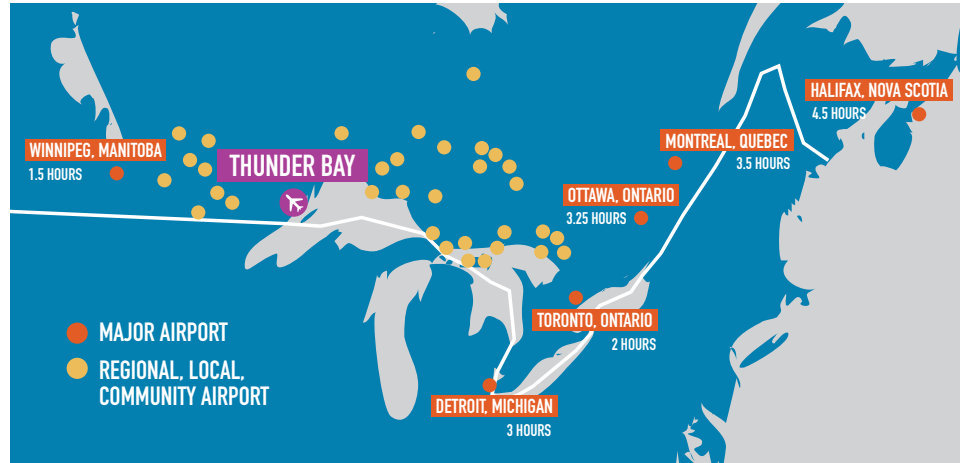 HALIFAX, NOVA SCOTIA
4.5 HOURS
WINNIPEG, MANITOBA
1.5 HOURS
THUNDER BAY
MONTREAL, QUEBEC
3.5 HOURS
OTTAWA, ONTARIO
3.25 HOURS
TORONTO, ONTARIO
2 HOURS
DETROIT, MICHIGAN
3 HOURS
MAJOR AIRPORT
REGIONAL, LOCAL,
COMMUNITY AIRPORT